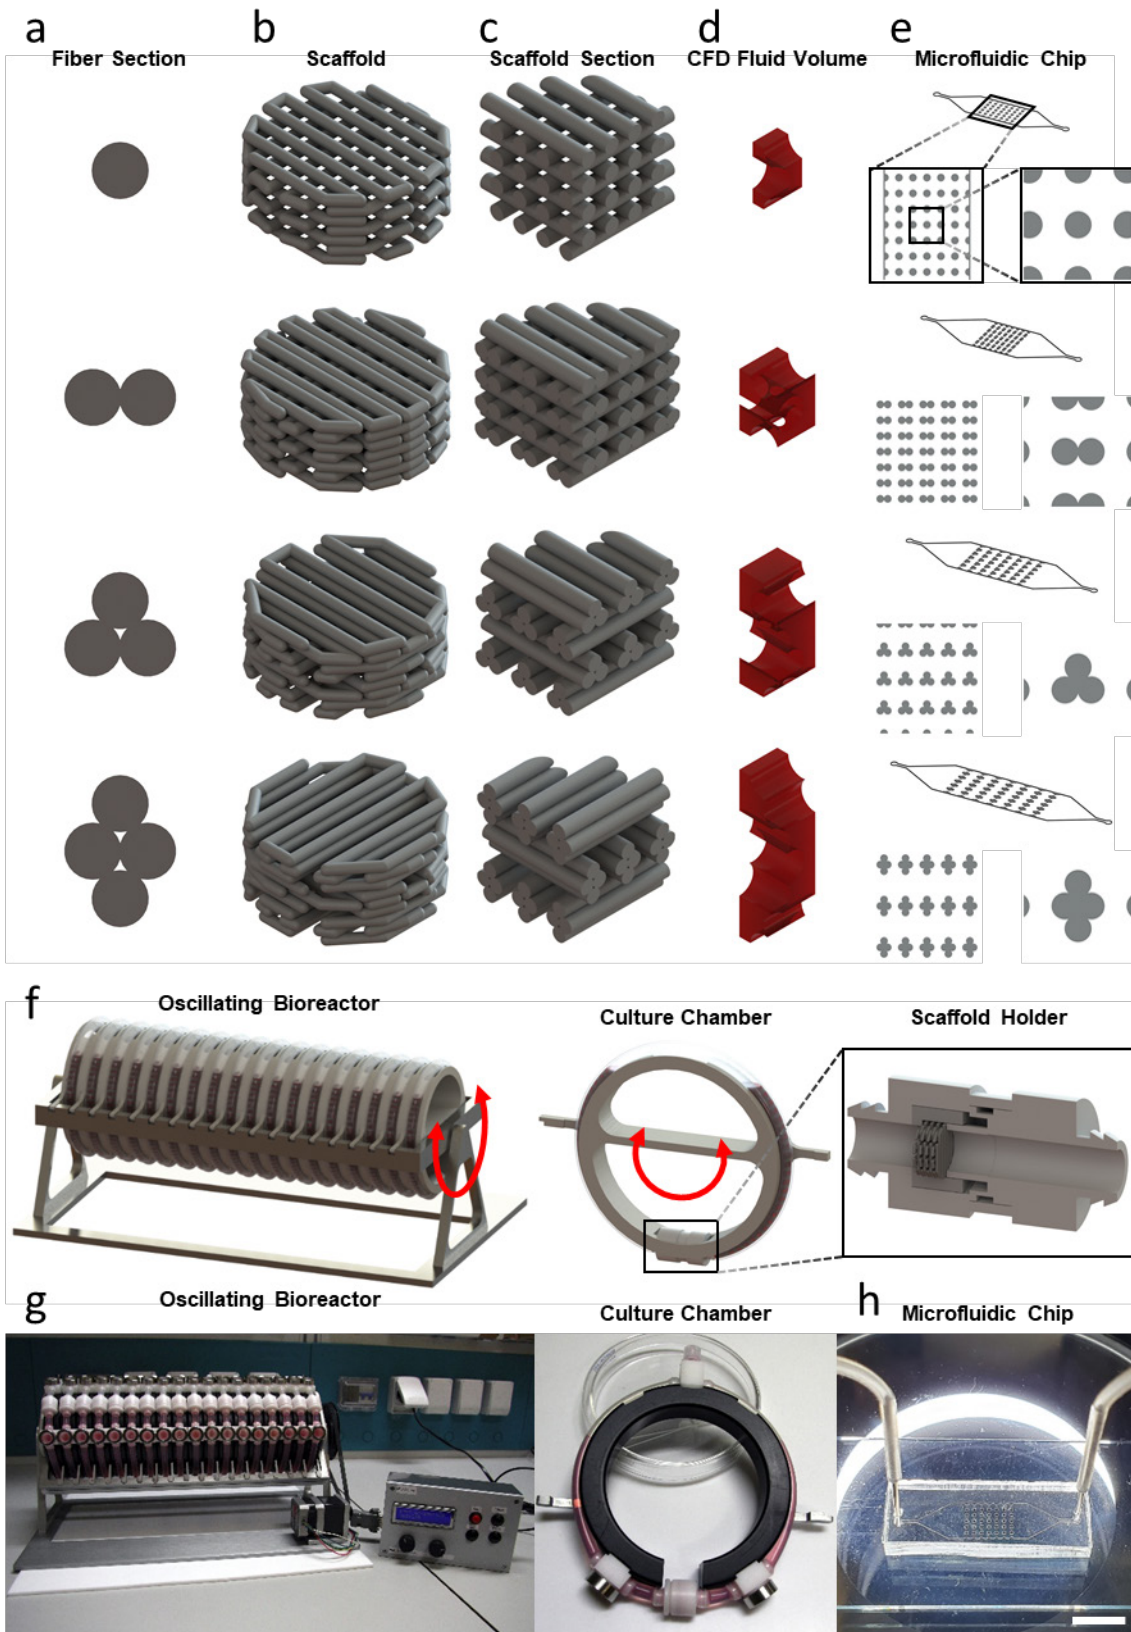 a
b
c
d
e
Fiber Section
Scaffold
Scaffold Section
CFD Fluid Volume
Microfluidic Chip
f
Oscillating Bioreactor
Culture Chamber
Scaffold Holder
g
Oscillating Bioreactor
Culture Chamber
h
Microfluidic Chip